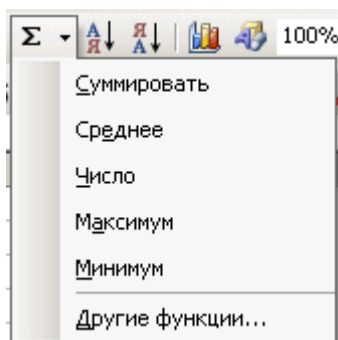 Σ А Я Я А 100%
Суммировать
Среднее
Число
Максимум
Минимум
Другие функции...